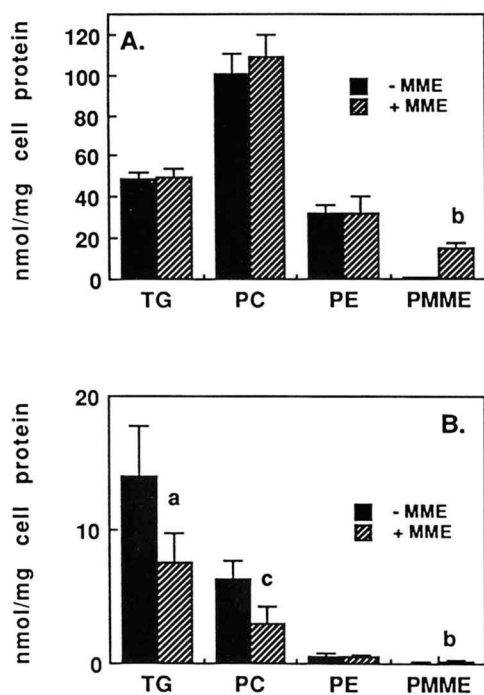 A.
120
100
80
60
40
20
0
nmol/mg cell protein
- MME
+ MME
b
TG PC PE PMME
B.
20
10
0
nmol/mg cell protein
- MME
+ MME
a
c
b
TG PC PE PMME